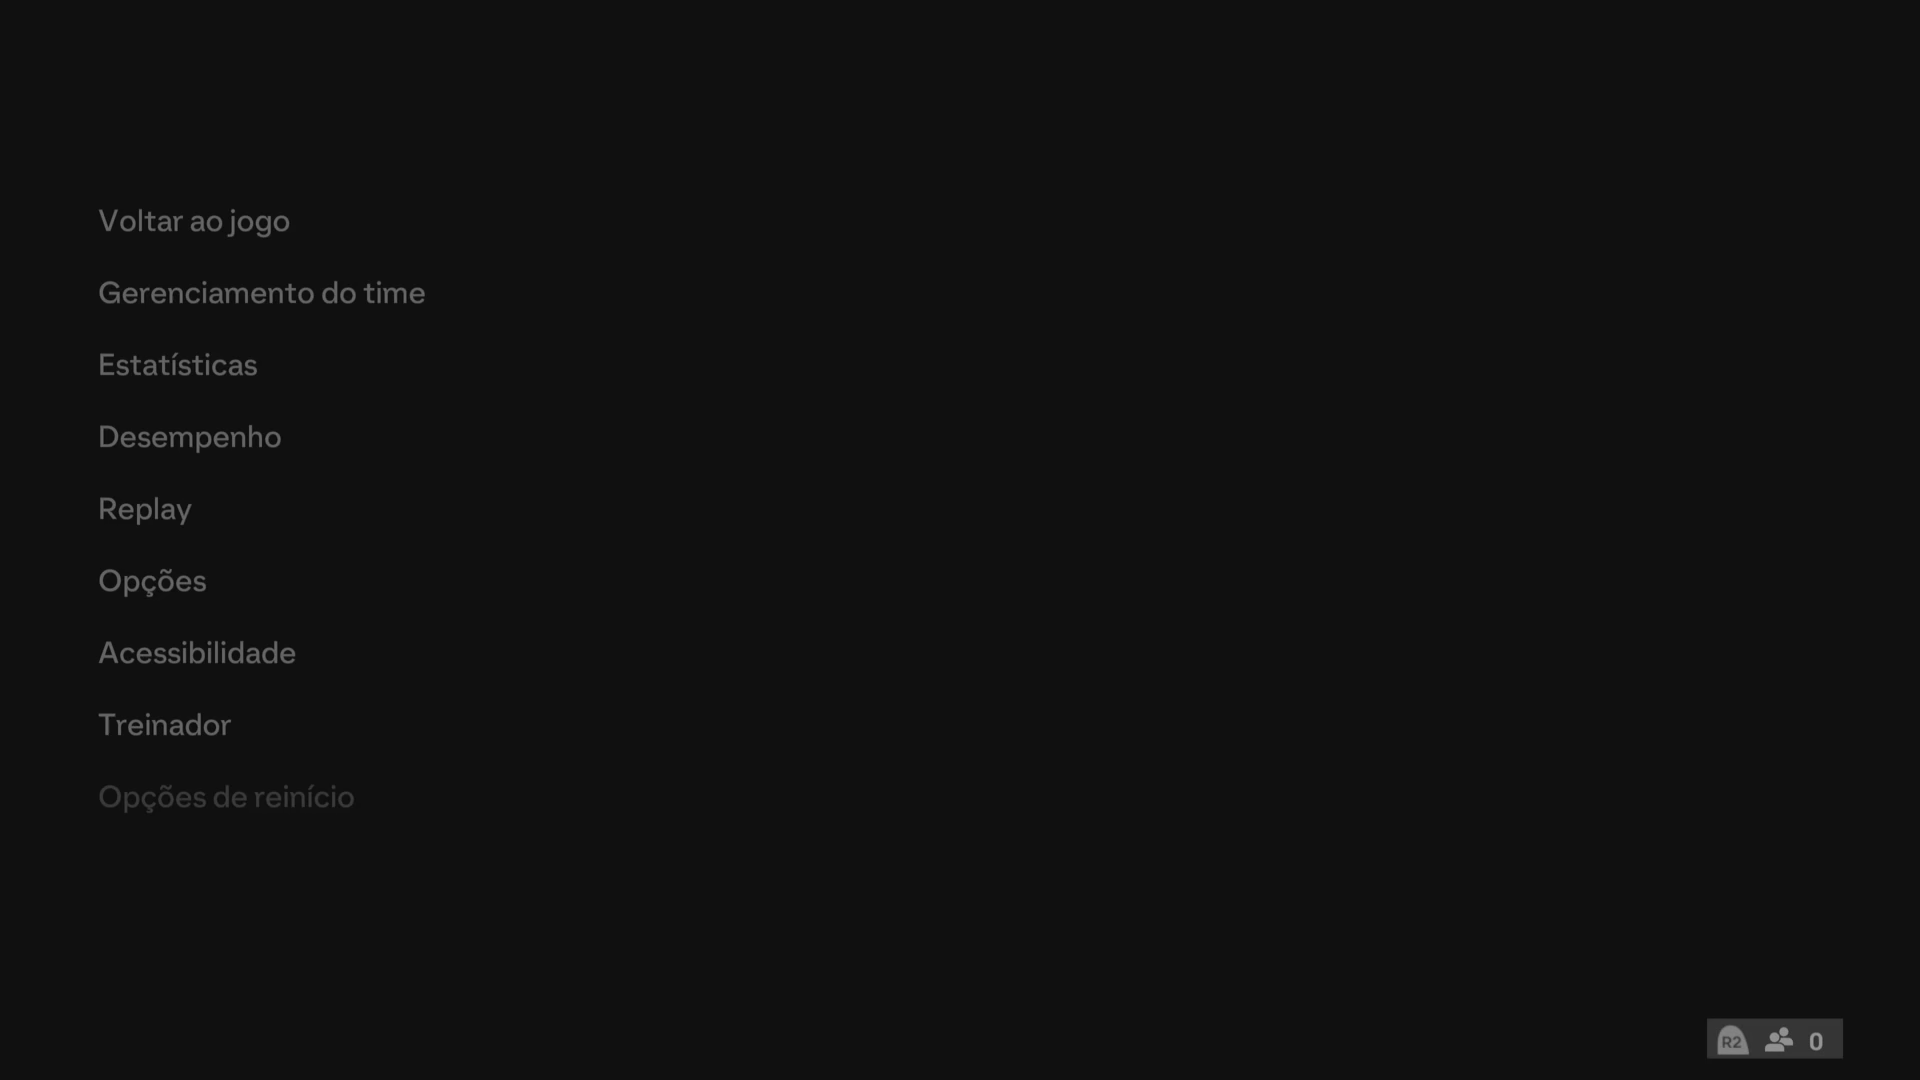 Voltar ao jogo
Gerenciamento do time
Estatísticas
Desempenho
Replay
Opções
Acessibilidade
Treinador
Opções de reinício
R2 0